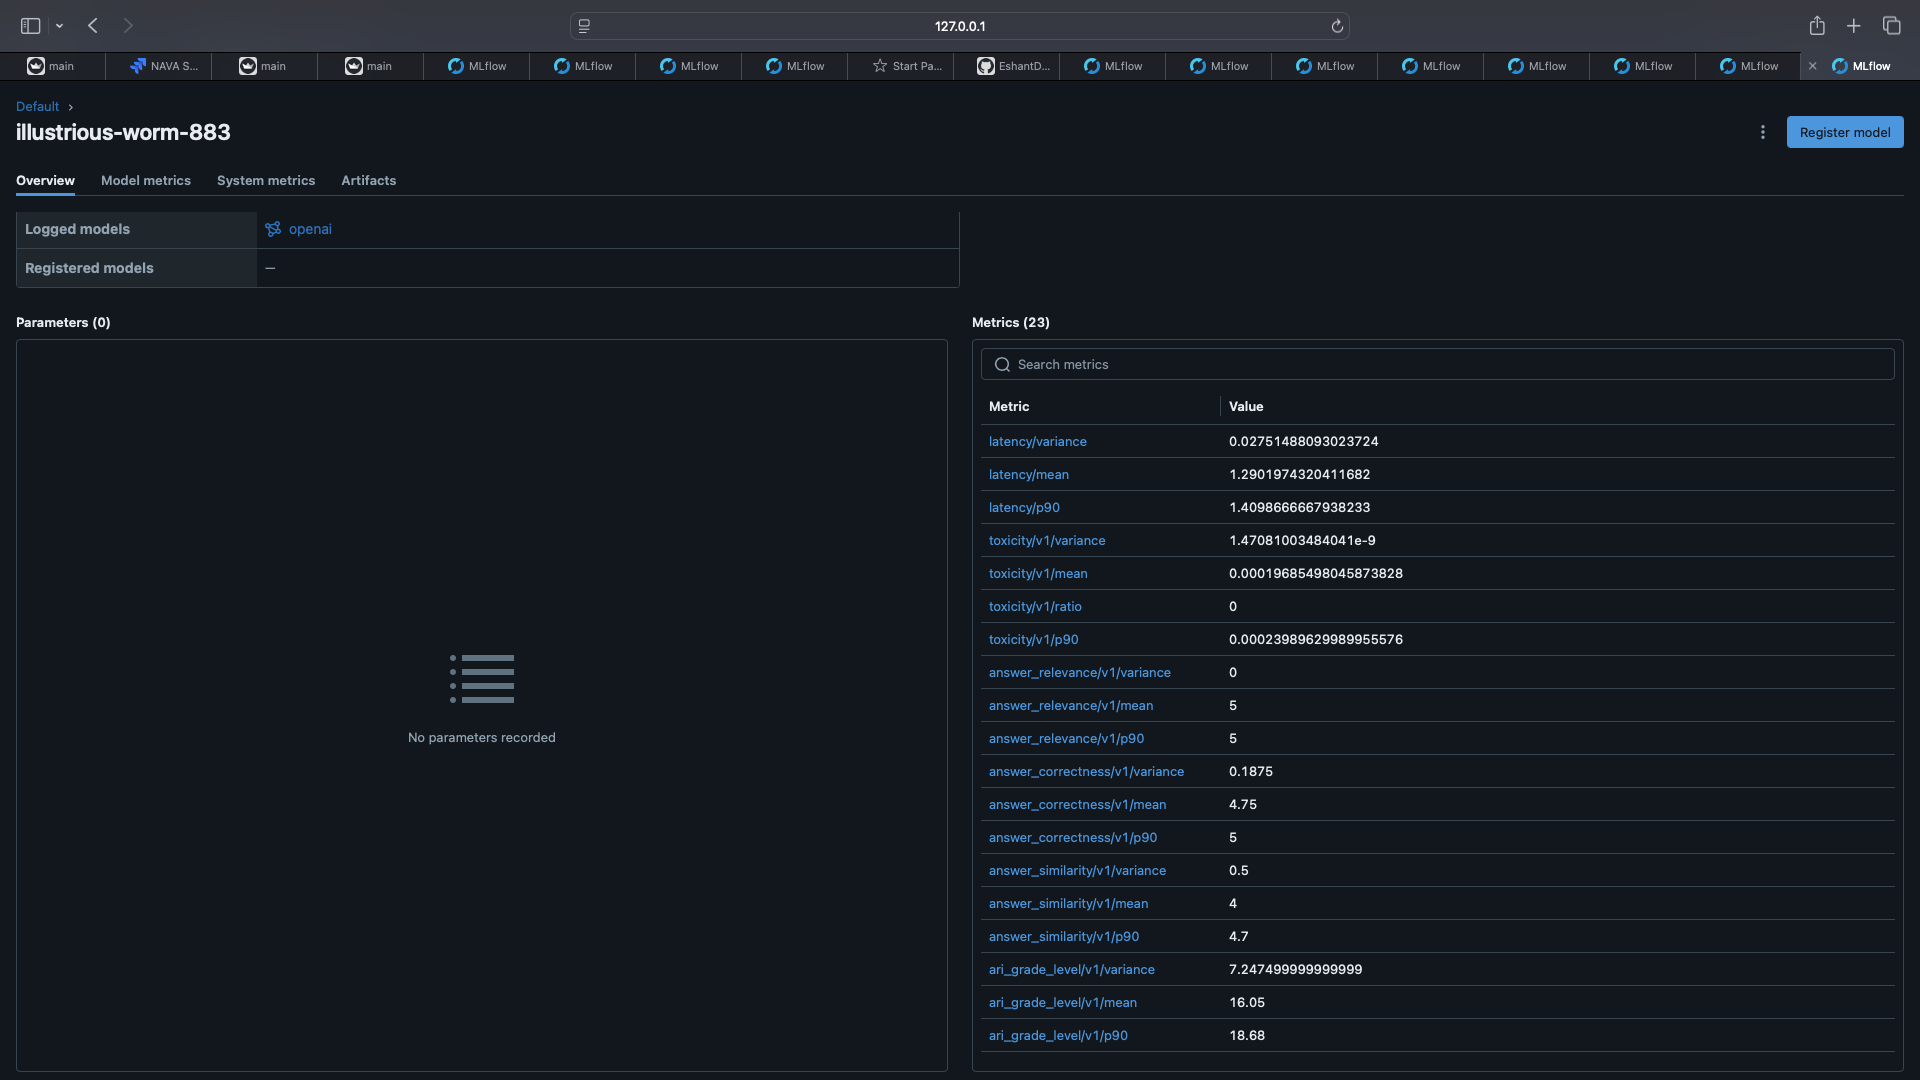 127.0.0.1
main
NAVA S...
main
main
MLflow
MLflow
MLflow
MLflow
Start Pa...
EshantD...
MLflow
MLflow
MLflow
MLflow
MLflow
MLflow
MLflow
MLflow
Default
illustrious-worm-883
Register model
Overview
Model metrics
System metrics
Artifacts
Logged models
openai
Registered models
—
Parameters (0)
No parameters recorded
Metrics (23)
Search metrics
Metric Value
latency/variance 0.02751488093023724
latency/mean 1.2901974320411682
latency/p90 1.4098666667938233
toxicity/v1/variance 1.47081003484041e-9
toxicity/v1/mean 0.00019685498045873828
toxicity/v1/ratio 0
toxicity/v1/p90 0.00023989629989955576
answer_relevance/v1/variance 0
answer_relevance/v1/mean 5
answer_relevance/v1/p90 5
answer_correctness/v1/variance 0.1875
answer_correctness/v1/mean 4.75
answer_correctness/v1/p90 5
answer_similarity/v1/variance 0.5
answer_similarity/v1/mean 4
answer_similarity/v1/p90 4.7
ari_grade_level/v1/variance 7.247499999999999
ari_grade_level/v1/mean 16.05
ari_grade_level/v1/p90 18.68